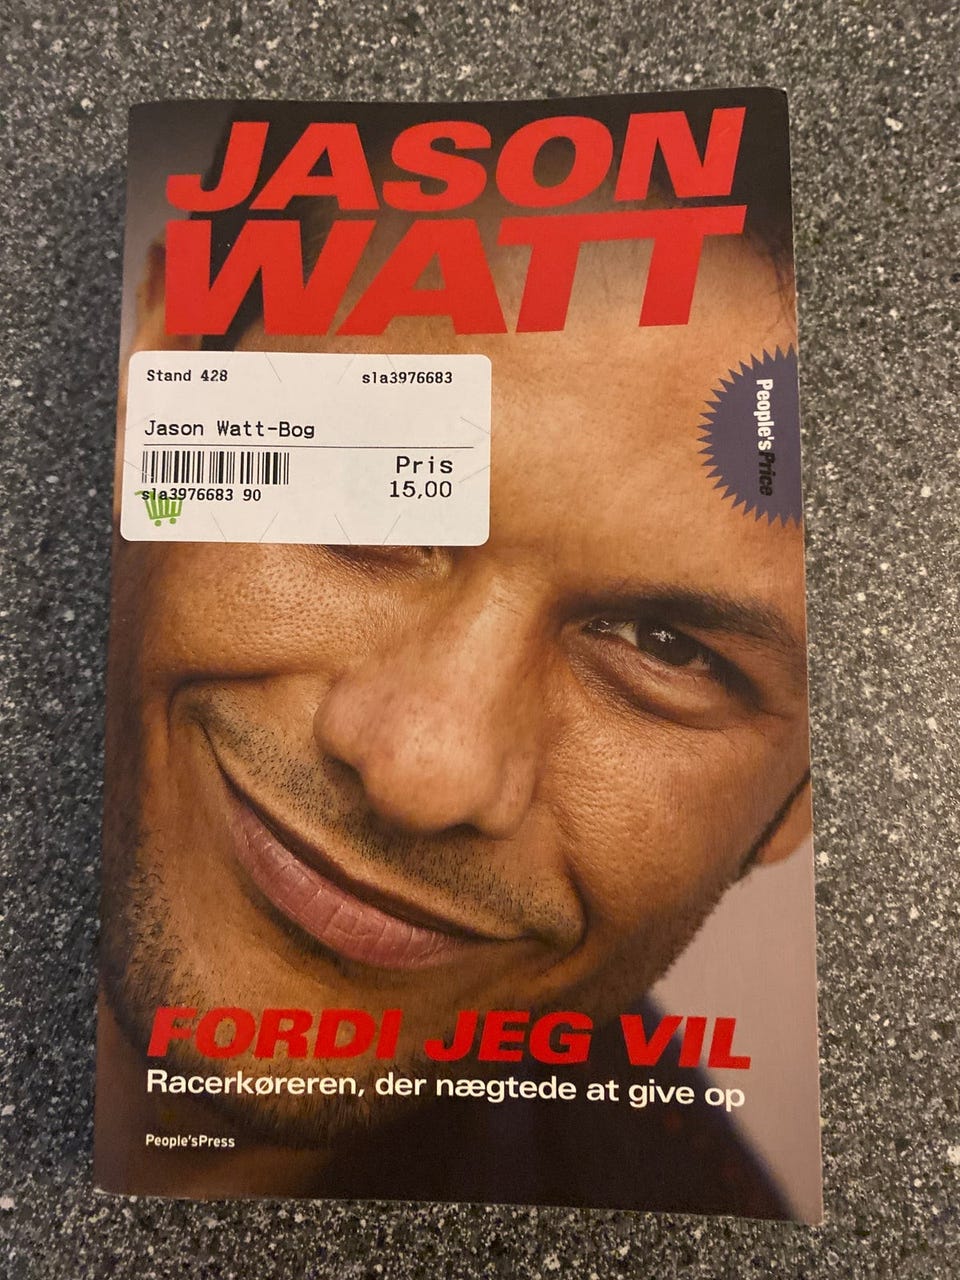 JASON
WATT
Stand 428 sla3976683
Jason Watt-Bog
Pris
sla3976683 90 15,00
People'sPrice
FORDI JEG VIL
Racerkøreren, der nægtede at give op
People'sPress